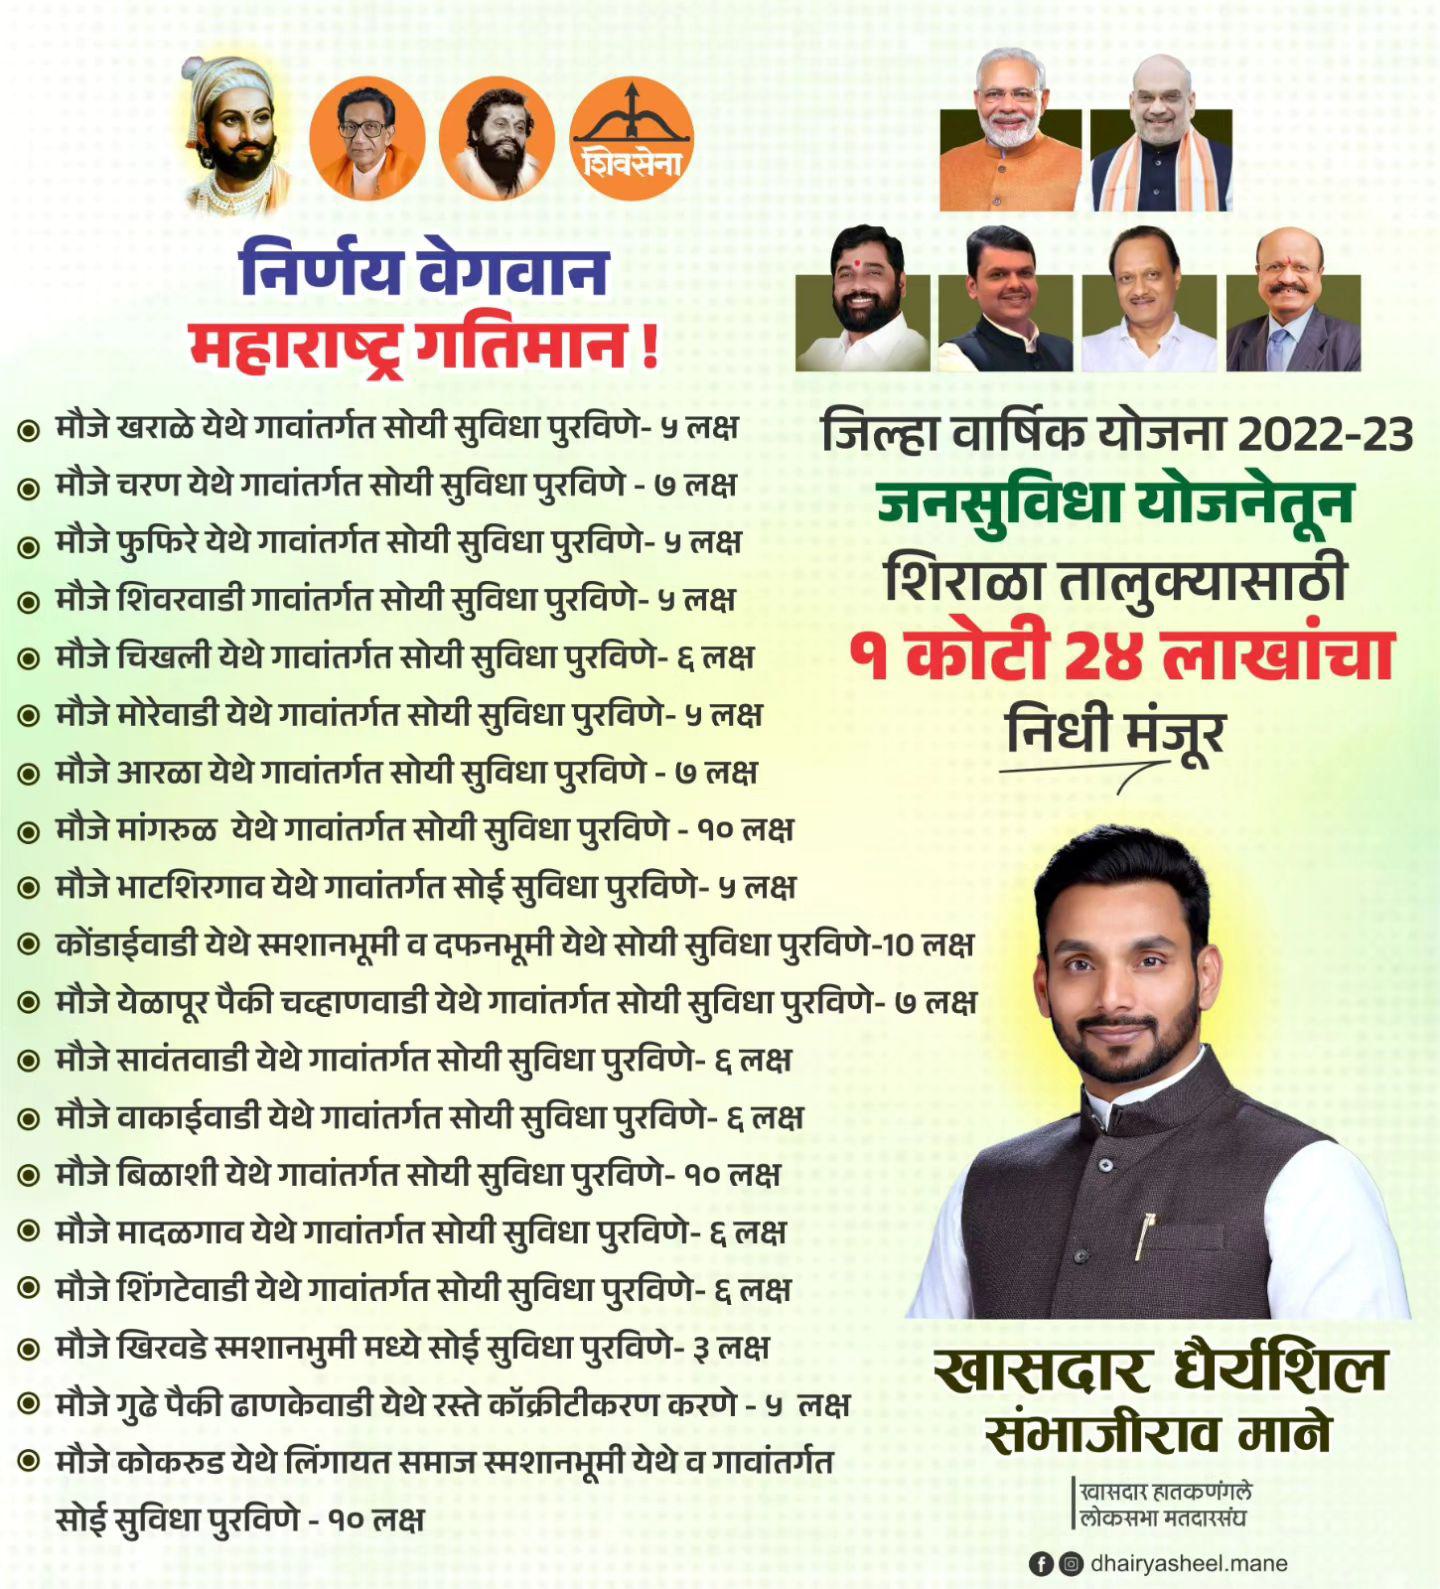 शिवसेना
निर्णय वेगवान
महाराष्ट्र गतिमान !
मौजे खराळे येथे गावांतर्गत सोयी सुविधा पुरविणे- ५ लक्ष
मौजे चरण येथे गावांतर्गत सोयी सुविधा पुरविणे - ७ लक्ष
मौजे फुफिरे येथे गावांतर्गत सोयी सुविधा पुरविणे- ५ लक्ष
मौजे शिवरवाडी गावांतर्गत सोयी सुविधा पुरविणे- ५ लक्ष
मौजे चिखली येथे गावांतर्गत सोयी सुविधा पुरविणे- ६ लक्ष
मौजे मोरेवाडी येथे गावांतर्गत सोयी सुविधा पुरविणे- ५ लक्ष
मौजे आरळा येथे गावांतर्गत सोयी सुविधा पुरविणे - ७ लक्ष
मौजे मांगरुळ येथे गावांतर्गत सोयी सुविधा पुरविणे - १० लक्ष
मौजे भाटशिरगाव येथे गावांतर्गत सोई सुविधा पुरविणे- ५ लक्ष
कोंडाईवाडी येथे स्मशानभूमी व दफनभूमी येथे सोयी सुविधा पुरविणे-10 लक्ष
मौजे येळापूर पैकी चव्हाणवाडी येथे गावांतर्गत सोयी सुविधा पुरविणे- ७ लक्ष
मौजे सावंतवाडी येथे गावांतर्गत सोयी सुविधा पुरविणे- ६ लक्ष
मौजे वाकाईवाडी येथे गावांतर्गत सोयी सुविधा पुरविणे- ६ लक्ष
मौजे बिळाशी येथे गावांतर्गत सोयी सुविधा पुरविणे- १० लक्ष
मौजे मादळगाव येथे गावांतर्गत सोयी सुविधा पुरविणे- ६ लक्ष
मौजे शिंगटेवाडी येथे गावांतर्गत सोयी सुविधा पुरविणे- ६ लक्ष
मौजे खिरवडे स्मशानभुमी मध्ये सोई सुविधा पुरविणे- ३ लक्ष
मौजे गुढे पैकी ढाणकेवाडी येथे रस्ते कॉक्रीटीकरण करणे - ५ लक्ष
मौजे कोकरुड येथे लिंगायत समाज स्मशानभूमी येथे व गावांतर्गत
सोई सुविधा पुरविणे - १० लक्ष
जिल्हा वार्षिक योजना 2022-23
जनसुविधा योजनेतून
शिराळा तालुक्यासाठी
१ कोटी २४ लाखांचा
निधी मंजूर
खासदार धैर्यशिल
संभाजीराव माने
खासदार हातकणंगले
लोकसभा मतदारसंघ
dhairyasheel.mane